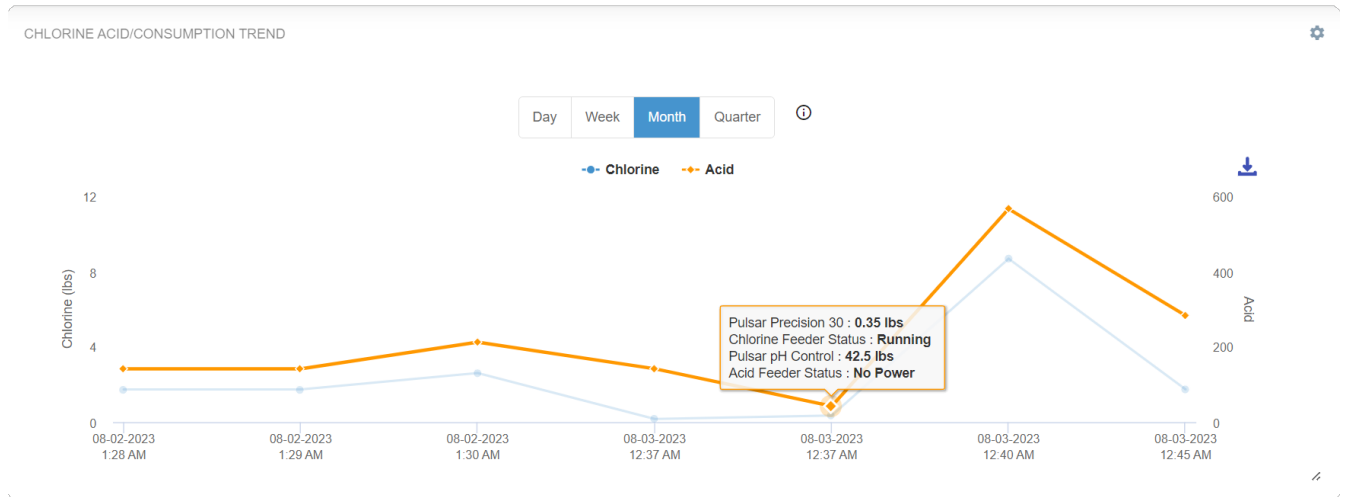 CHLORINE ACID/CONSUMPTION TREND
Day Week Month Quarter
Chlorine Acid
12 600
8 400
4 200
0 0
Chlorine (lbs)
Acid
Pulsar Precision 30 : 0.35 lbs
Chlorine Feeder Status : Running
Pulsar pH Control : 42.5 lbs
Acid Feeder Status : No Power
08-02-2023 08-02-2023 08-02-2023 08-03-2023 08-03-2023 08-03-2023 08-03-2023
1:28 AM 1:29 AM 1:30 AM 12:37 AM 12:37 AM 12:40 AM 12:45 AM